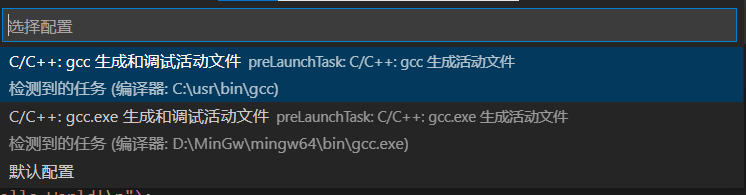 选择配置
C/C++: gcc 生成和调试活动文件 preLaunchTask: C/C++: gcc 生成活动文件
检测到的任务 (编译器: C:\usr\bin\gcc)
C/C++: gcc.exe 生成和调试活动文件 preLaunchTask: C/C++: gcc.exe 生成活动文件
检测到的任务 (编译器: D:\MinGw\mingw64\bin\gcc.exe)
默认配置